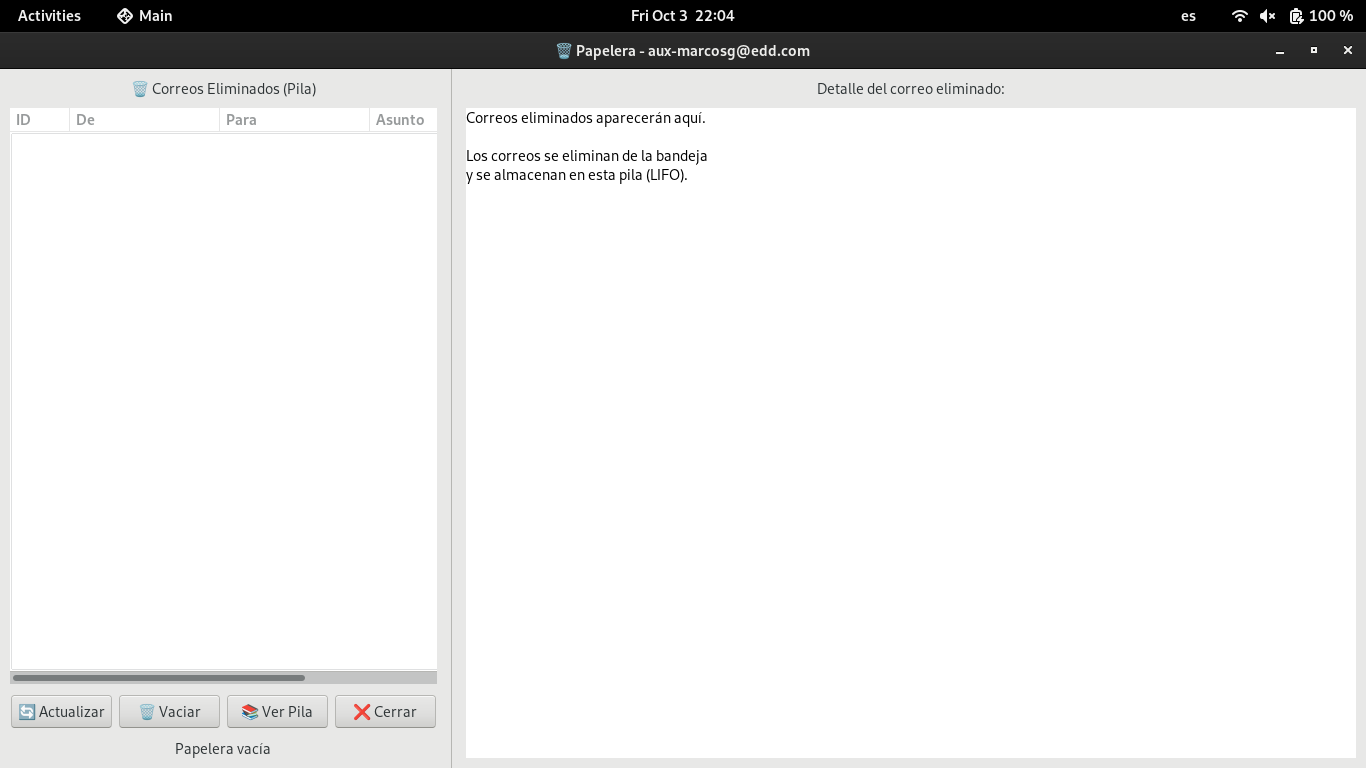 Activities Main Fri Oct 3 22:04 es 100 %
🗑️ Papelera - aux-marcosg@edd.com
🗑️ Correos Eliminados (Pila)
ID De Para Asunto
🔄 Actualizar 🗑️ Vaciar 📚 Ver Pila ❌ Cerrar
Papelera vacía
Detalle del correo eliminado:
Correos eliminados aparecerán aquí.
Los correos se eliminan de la bandeja
y se almacenan en esta pila (LIFO).